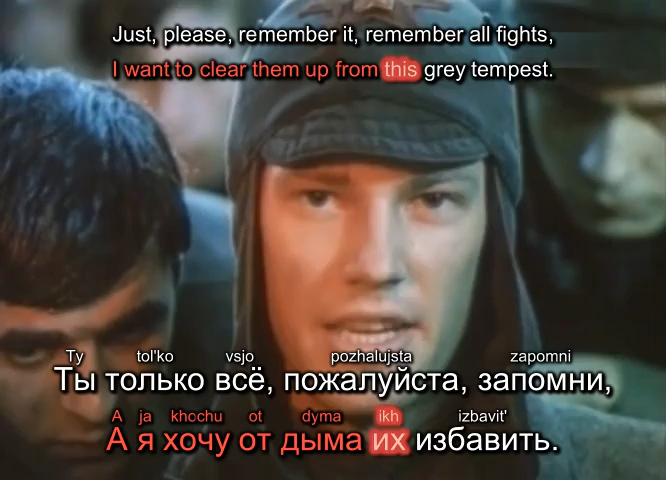 Just, please, remember it, remember all fights,
I want to clear them up from this grey tempest.
Ty tol'ko vsjo pozhalujsta zapomni
Ты только всё, пожалуйста, запомни,
A ja khochu ot dyma ikh izbavit'
А я хочу от дыма их избавить.